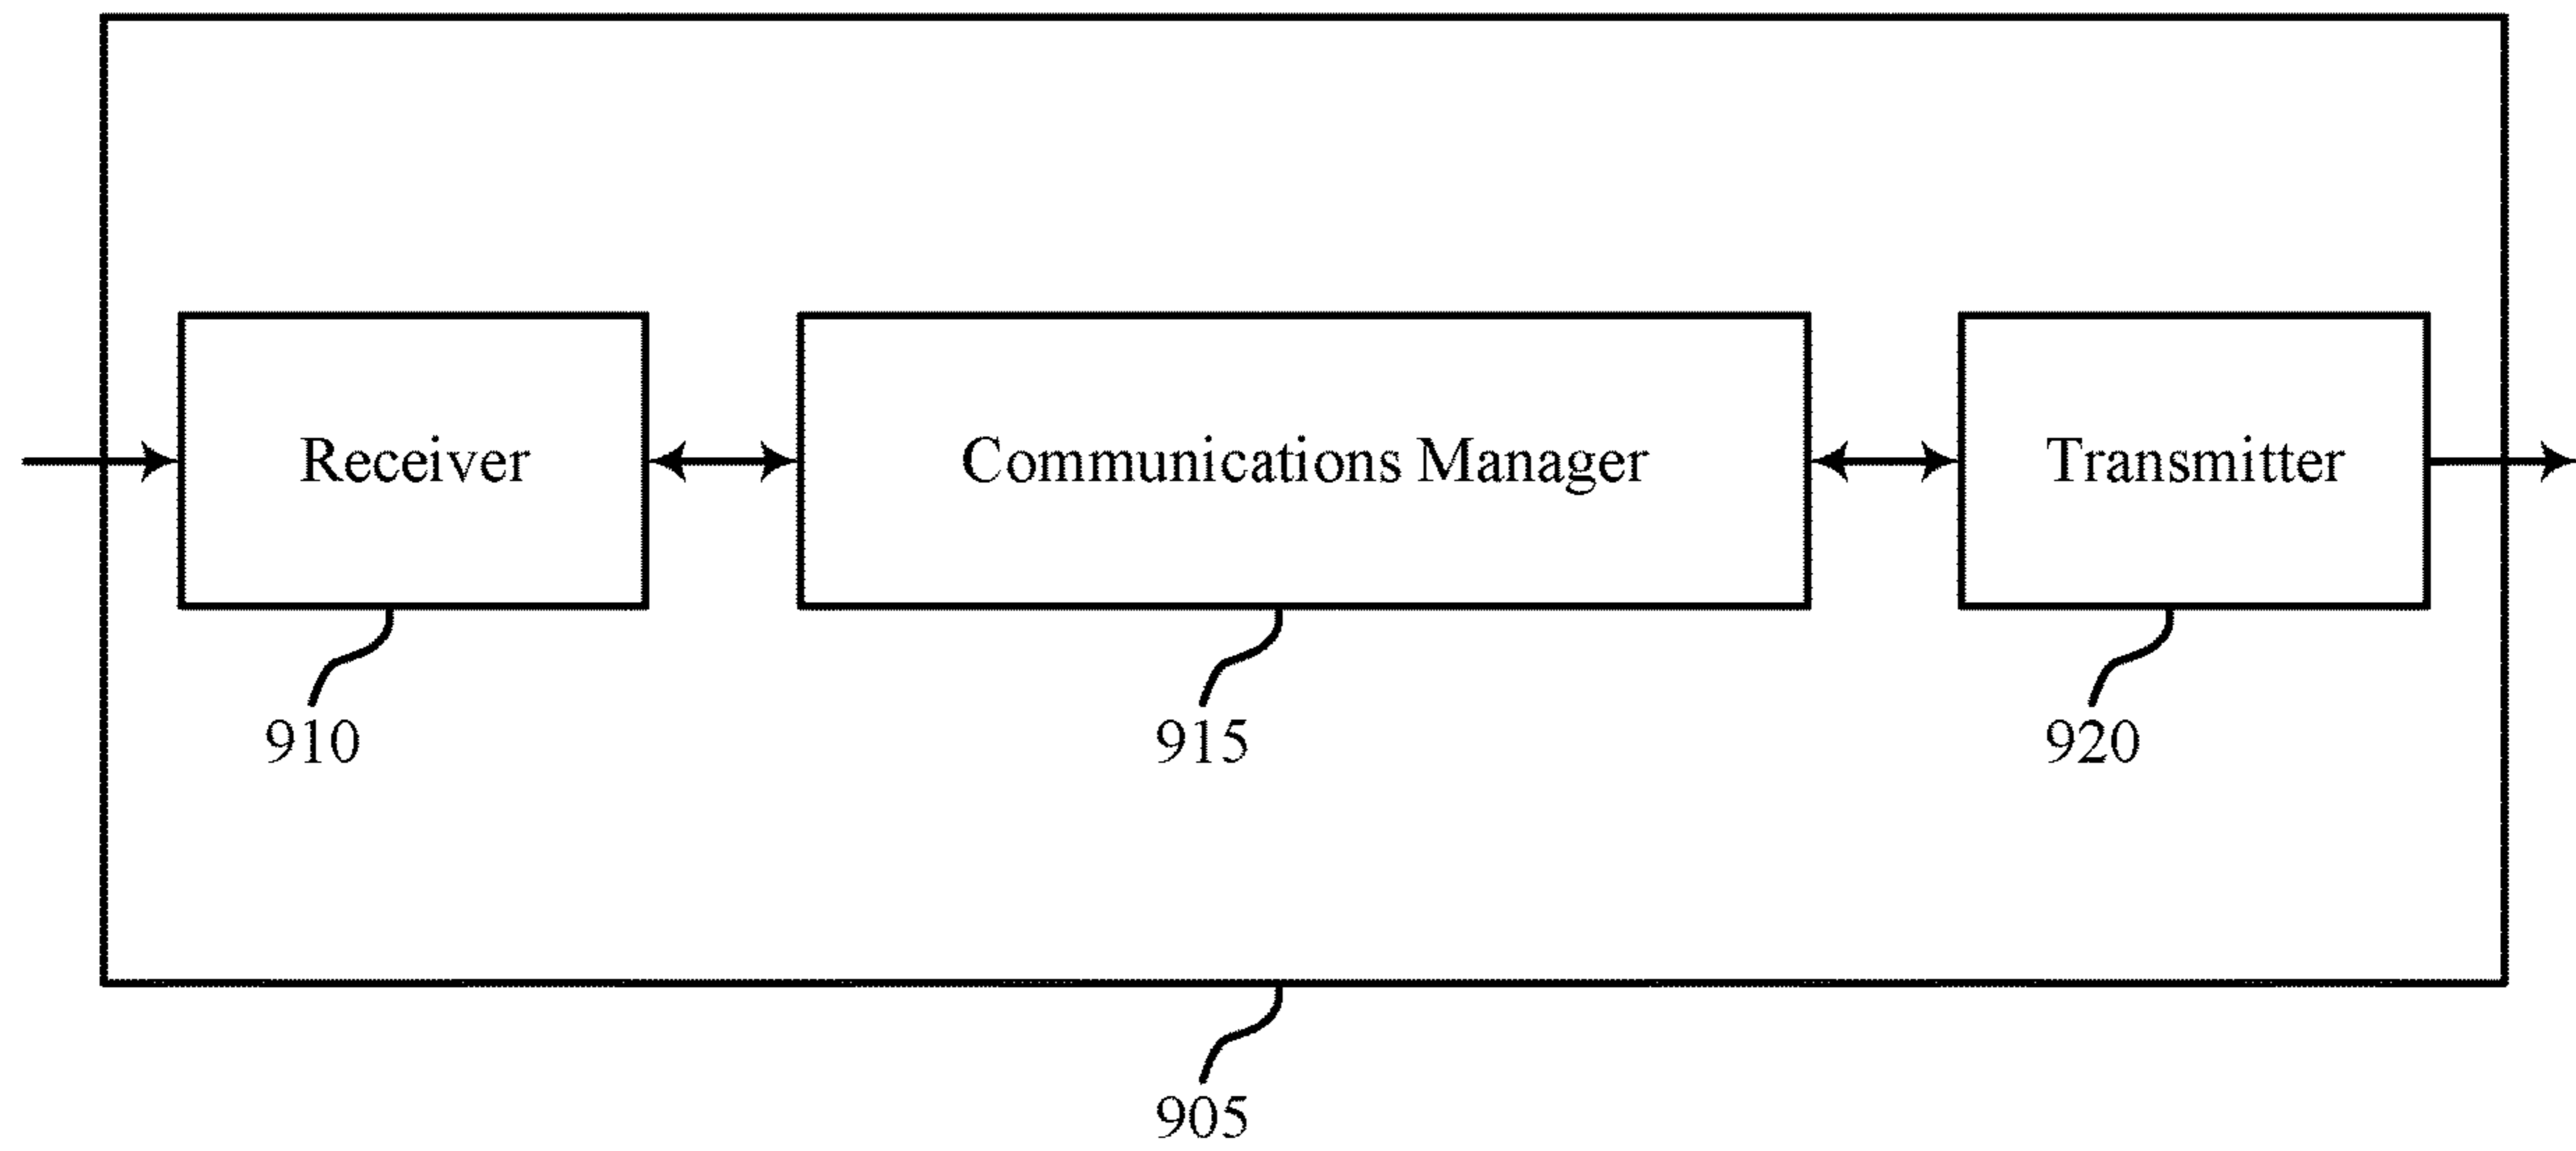 Receiver
Communications Manager
Transmitter
910
915
920
905